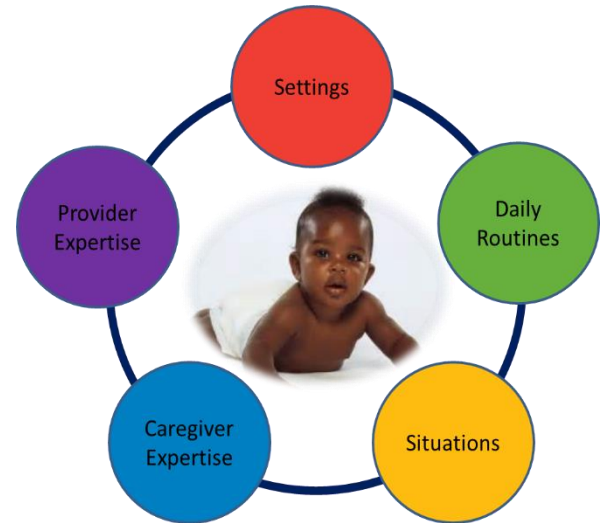 Settings
Daily
Routines
Situations
Caregiver
Expertise
Provider
Expertise